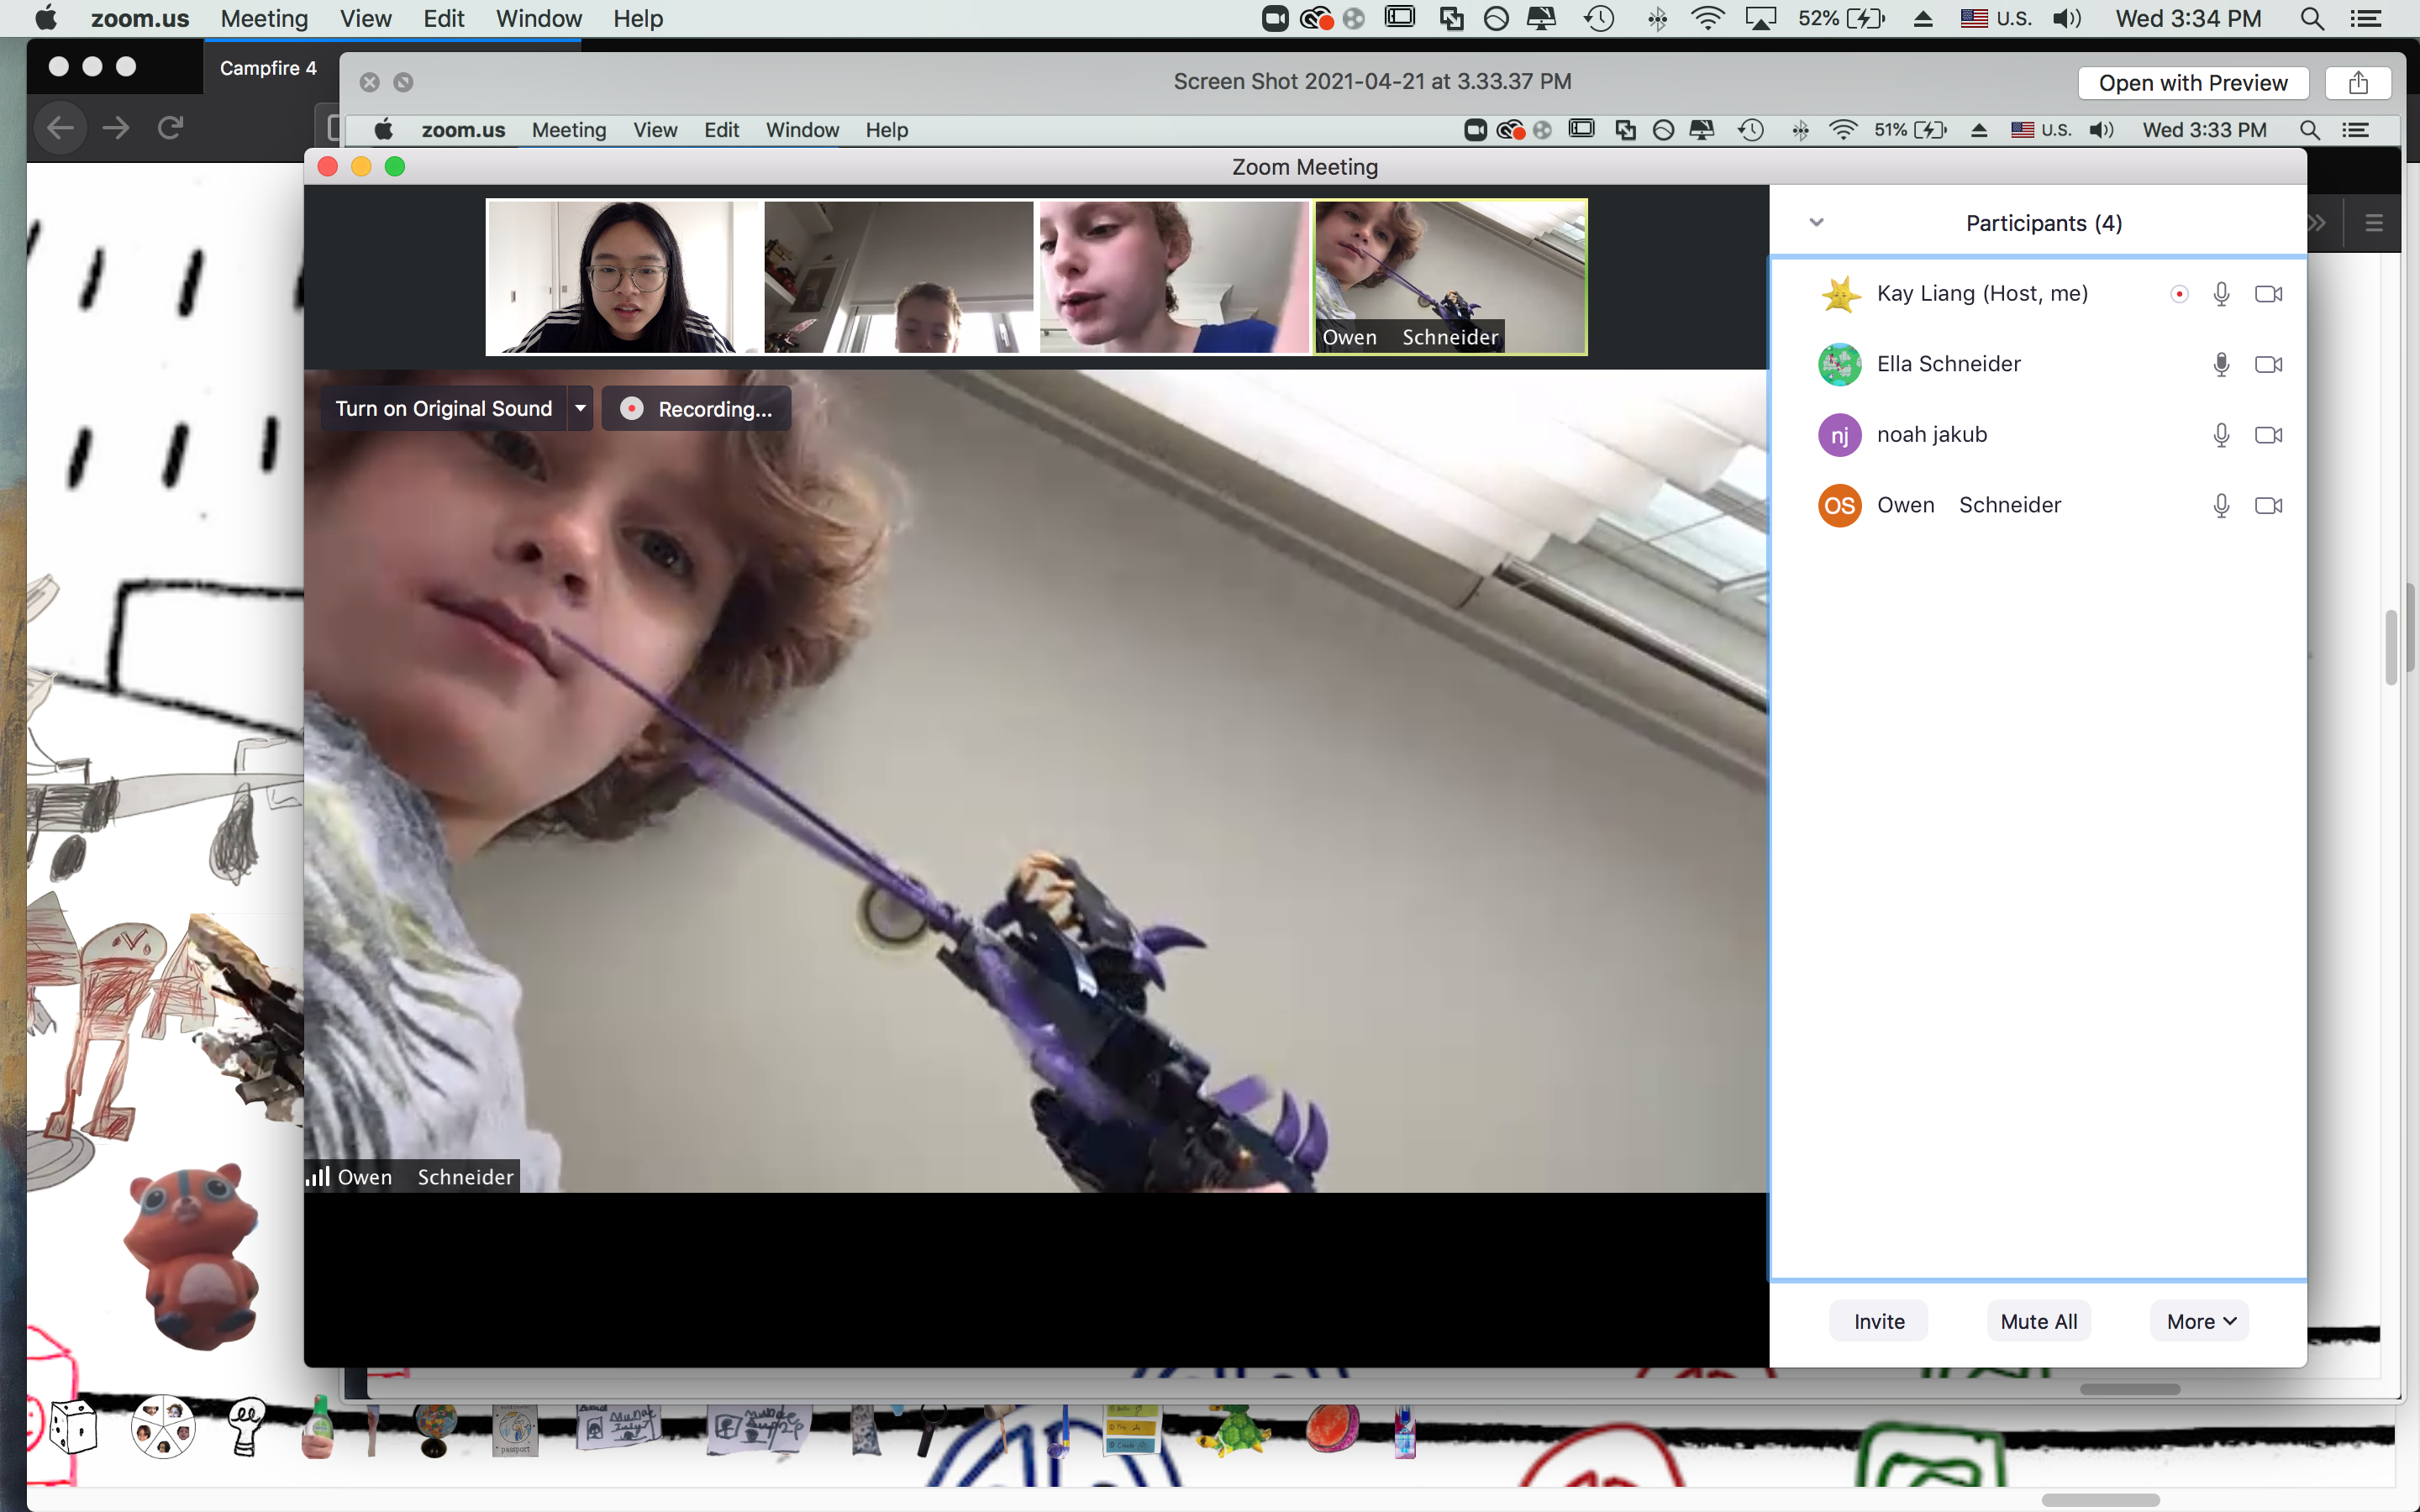 zoom.us Meeting View Edit Window Help 52% U.S. Wed 3:34 PM
Campfire 4
Screen Shot 2021-04-21 at 3.33.37 PM
Open with Preview
zoom.us Meeting View Edit Window Help 51% U.S. Wed 3:33 PM
Zoom Meeting
Owen Schneider
Turn on Original Sound
Recording...
Owen Schneider
Participants (4)
Kay Liang (Host, me)
Ella Schneider
nj noah jakub
OS Owen Schneider
Invite Mute All More
passport